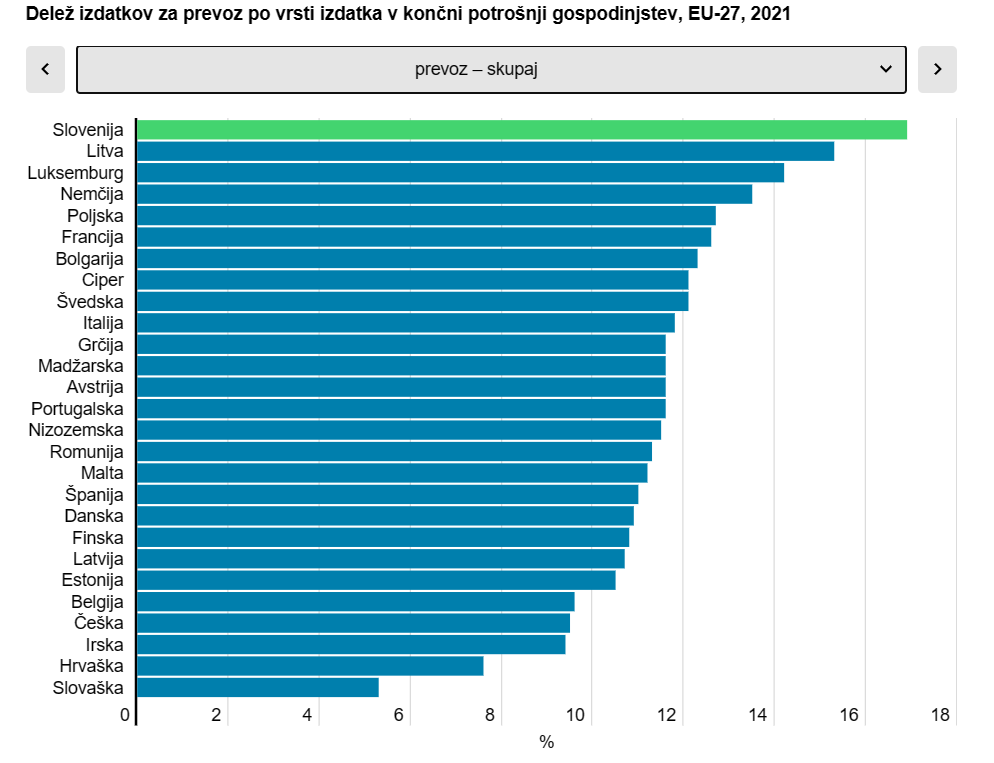 Delež izdatkov za prevoz po vrsti izdatka v končni potrošnji gospodinjstev, EU-27, 2021
prevoz – skupaj
Slovenija
Litva
Luksemburg
Nemčija
Poljska
Francija
Bolgarija
Ciper
Švedska
Italija
Grčija
Madžarska
Avstrija
Portugalska
Nizozemska
Romunija
Malta
Španija
Danska
Finska
Latvija
Estonija
Belgija
Češka
Irska
Hrvaška
Slovaška
0 2 4 6 8 10 12 14 16 18
%